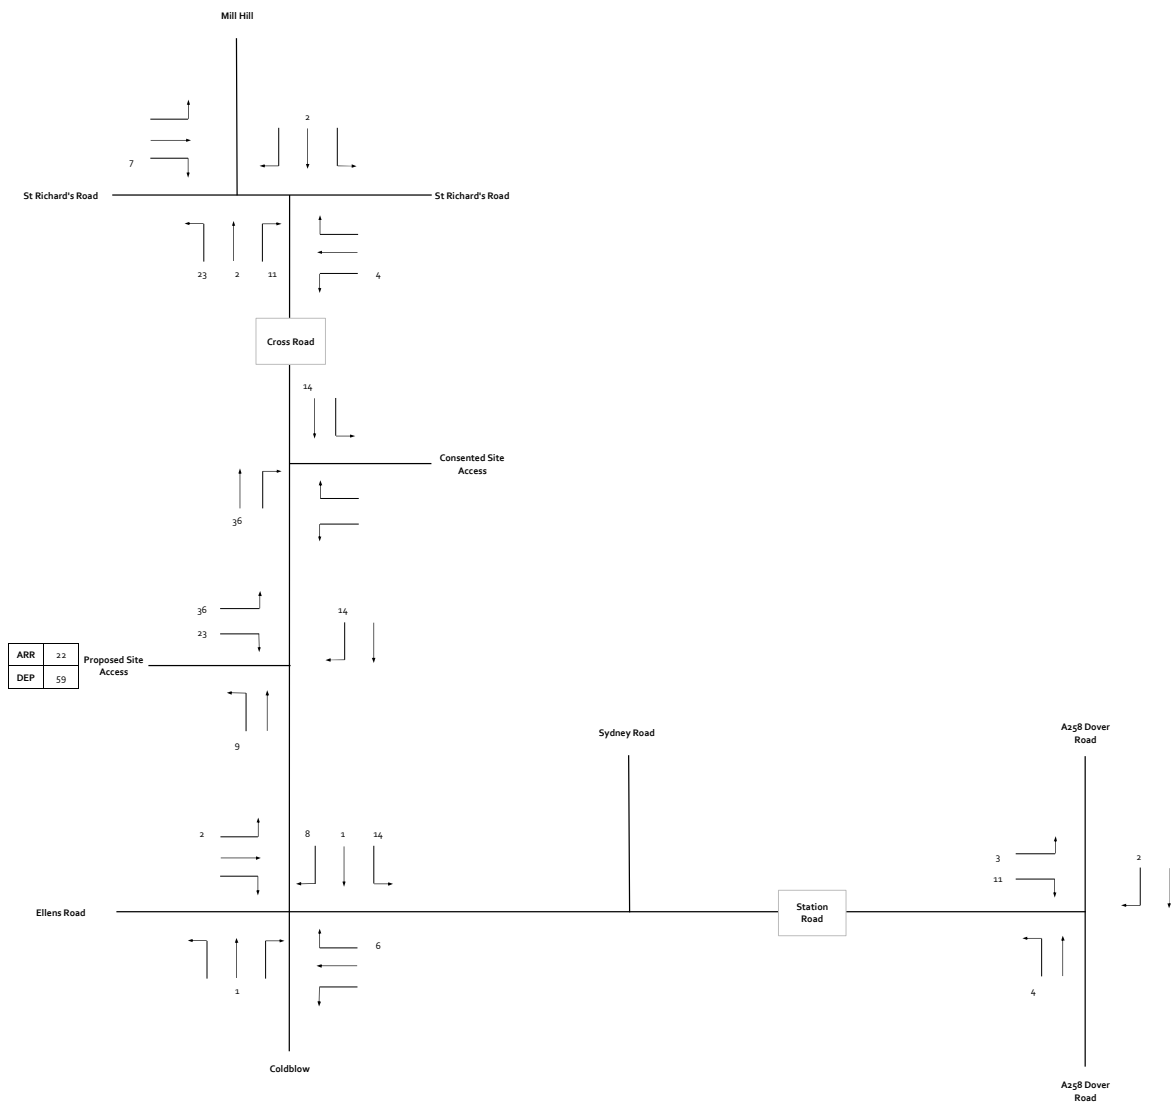 Mill Hill
2
7
St Richard's Road
St Richard's Road
23
2
11
4
Cross Road
14
Consented Site
Access
36
36
14
23
ARR 22
DEP 59
Proposed Site
Access
9
Sydney Road
A258 Dover
Road
2
8
1
14
3
2
11
Ellens Road
Station
Road
6
1
4
Coldblow
A258 Dover
Road